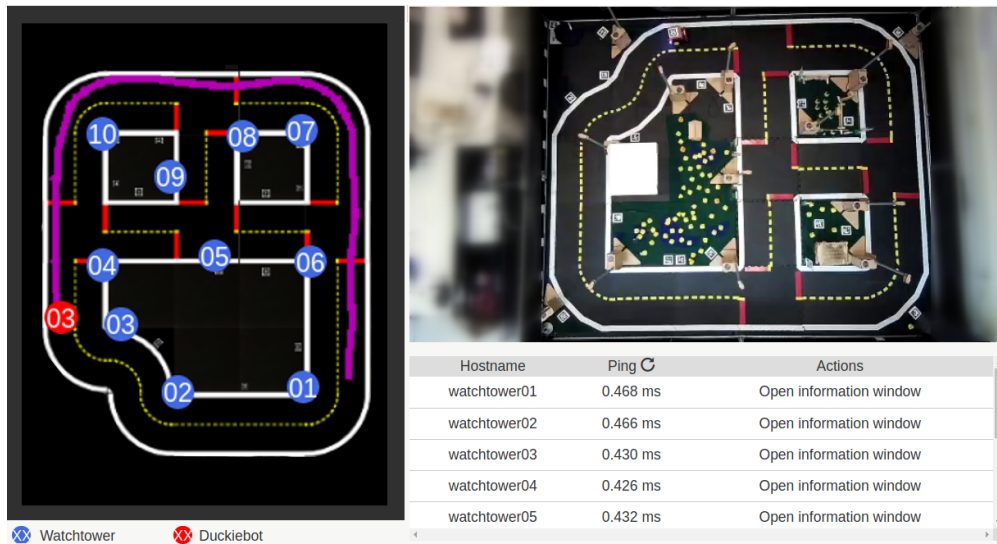 10
08
07
09
04
05
06
03
03
02
01
XX Watchtower
XX Duckiebot
Hostname Ping Actions
watchtower01 0.468 ms Open information window
watchtower02 0.466 ms Open information window
watchtower03 0.430 ms Open information window
watchtower04 0.426 ms Open information window
watchtower05 0.432 ms Open information window